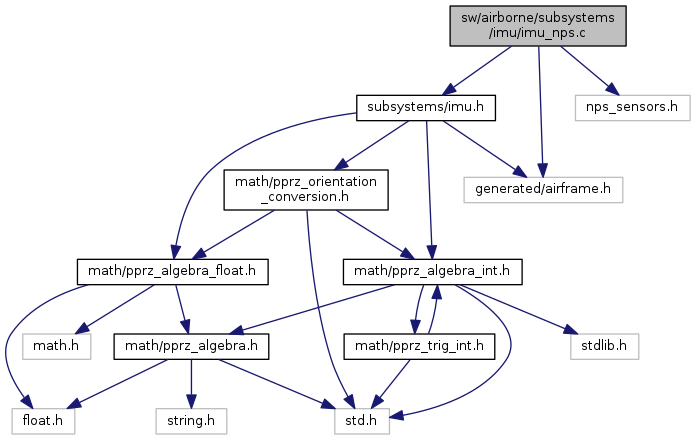 sw/airborne/subsystems
/imu/imu_nps.c
subsystems/imu.h
nps_sensors.h
math/pprz_orientation
_conversion.h
generated/airframe.h
math/pprz_algebra_float.h
math/pprz_algebra_int.h
math.h
math/pprz_algebra.h
math/pprz_trig_int.h
stdlib.h
float.h
string.h
std.h